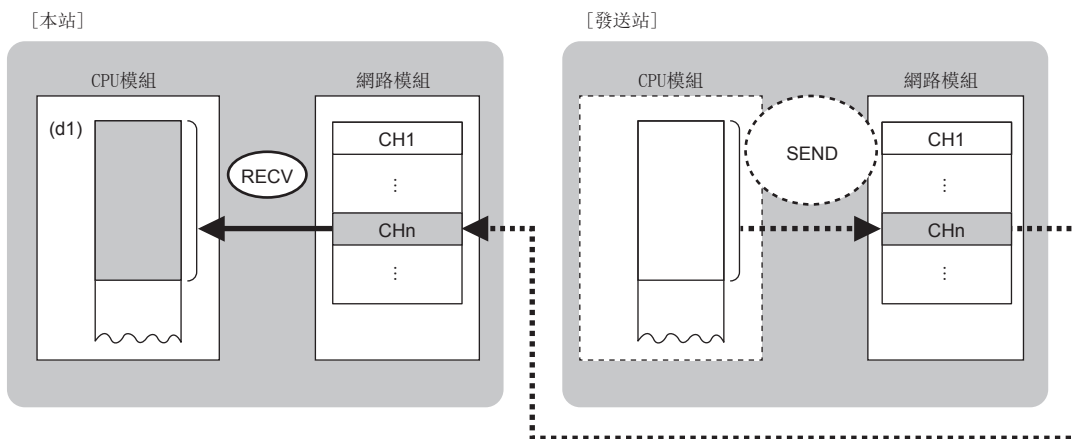 [本站]
CPU模組
網路模組
(d1)
RECV
CH1
⋮
CHn
⋮
[發送站]
CPU模組
網路模組
SEND
CH1
⋮
CHn
⋮